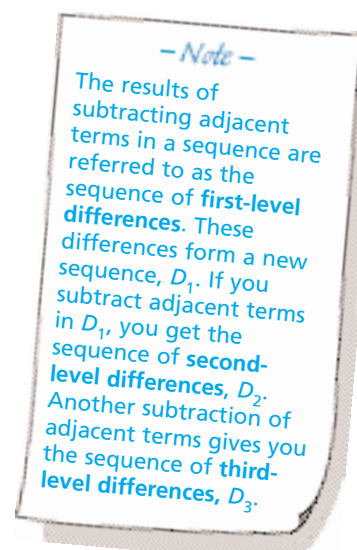 – Note –
The results of
subtracting adjacent
terms in a sequence are
referred to as the
sequence of first-level
differences. These
differences form a new
sequence, D₁. If you
subtract adjacent terms
in D₁, you get the
sequence of second-
level differences, D₂.
Another subtraction of
adjacent terms gives you
the sequence of third-
level differences, D₃.